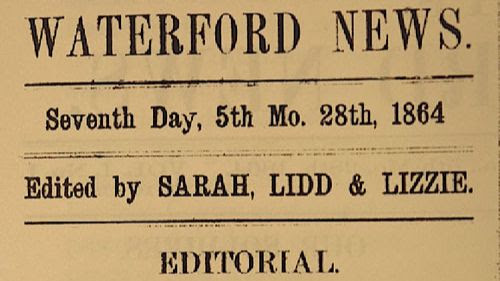 WATERFORD NEWS.
Seventh Day, 5th Mo. 28th, 1864
Edited by SARAH, LIDD & LIZZIE.
EDITORIAL.